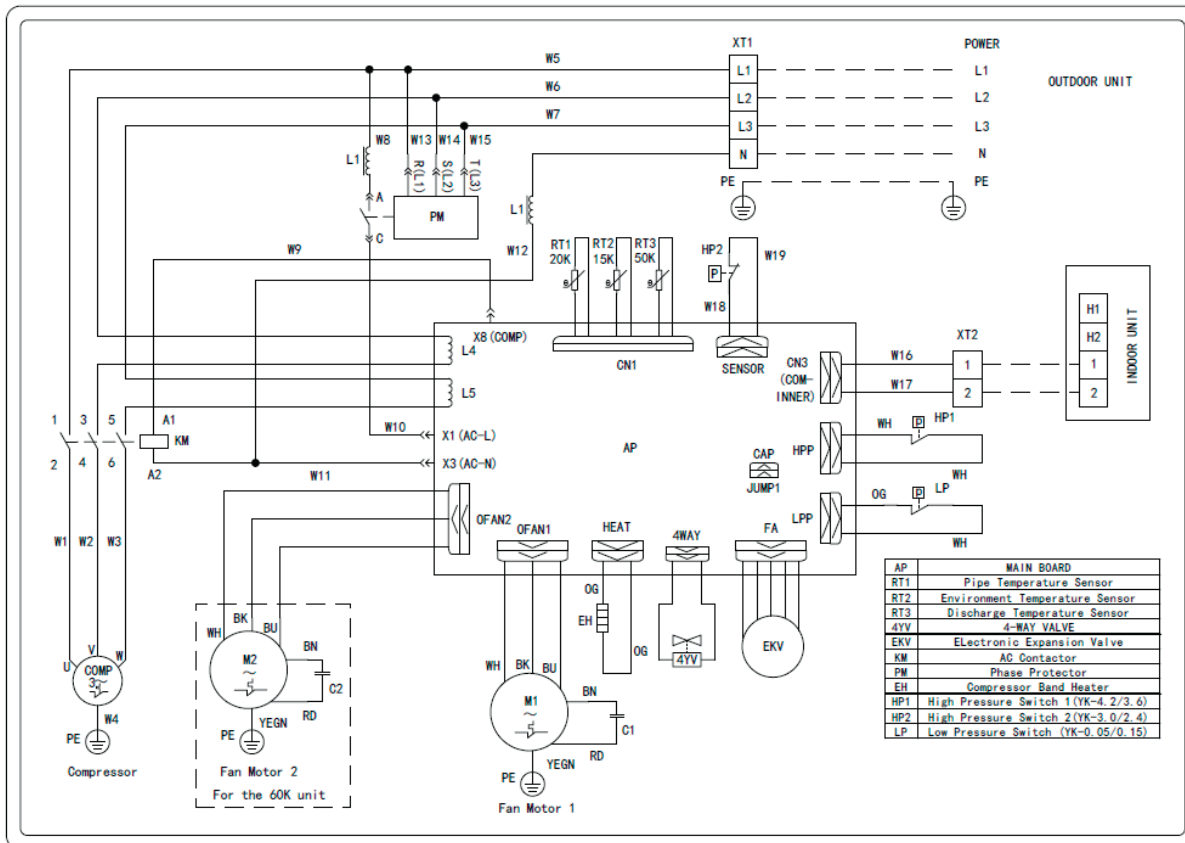 XT1
POWER
OUTDOOR UNIT
W5
L1
L1
W6
L2
L2
W7
L3
L3
W8
W13
W14
W15
N
N
L1
R(L1)
S(L2)
T(L3)
PE
PE
A
PM
L1
C
W9
W12
RT1
20K
RT2
15K
RT3
50K
HP2
P
W19
W18
X8(COMP)
CN1
SENSOR
L4
L5
CN3
(COM-
INNER)
W16
W17
XT2
1
2
H1
H2
1
2
INDOOR UNIT
1
3
5
A1
KM
2
4
6
A2
W10
X1(AC-L)
X3(AC-N)
W11
AP
CAP
JUMP1
HPP
WH
P
HP1
WH
LPP
OG
P
LP
WH
OFAN2
OFAN1
HEAT
4WAY
FA
W1
W2
W3
U
V
W
COMP
3~
W4
PE
Compressor
WH
BK
BU
M2
~
BN
C2
RD
YEGN
PE
Fan Motor 2
For the 60K unit
WH
BK
BU
M1
~
BN
C1
RD
YEGN
PE
Fan Motor 1
OG
EH
OG
4YV
EKV
AP MAIN BOARD
RT1 Pipe Temperature Sensor
RT2 Environment Temperature Sensor
RT3 Discharge Temperature Sensor
4YV 4-WAY VALVE
EKV ELectronic Expansion Valve
KM AC Contactor
PM Phase Protector
EH Compressor Band Heater
HP1 High Pressure Switch 1(YK-4.2/3.6)
HP2 High Pressure Switch 2(YK-3.0/2.4)
LP Low Pressure Switch (YK-0.05/0.15)